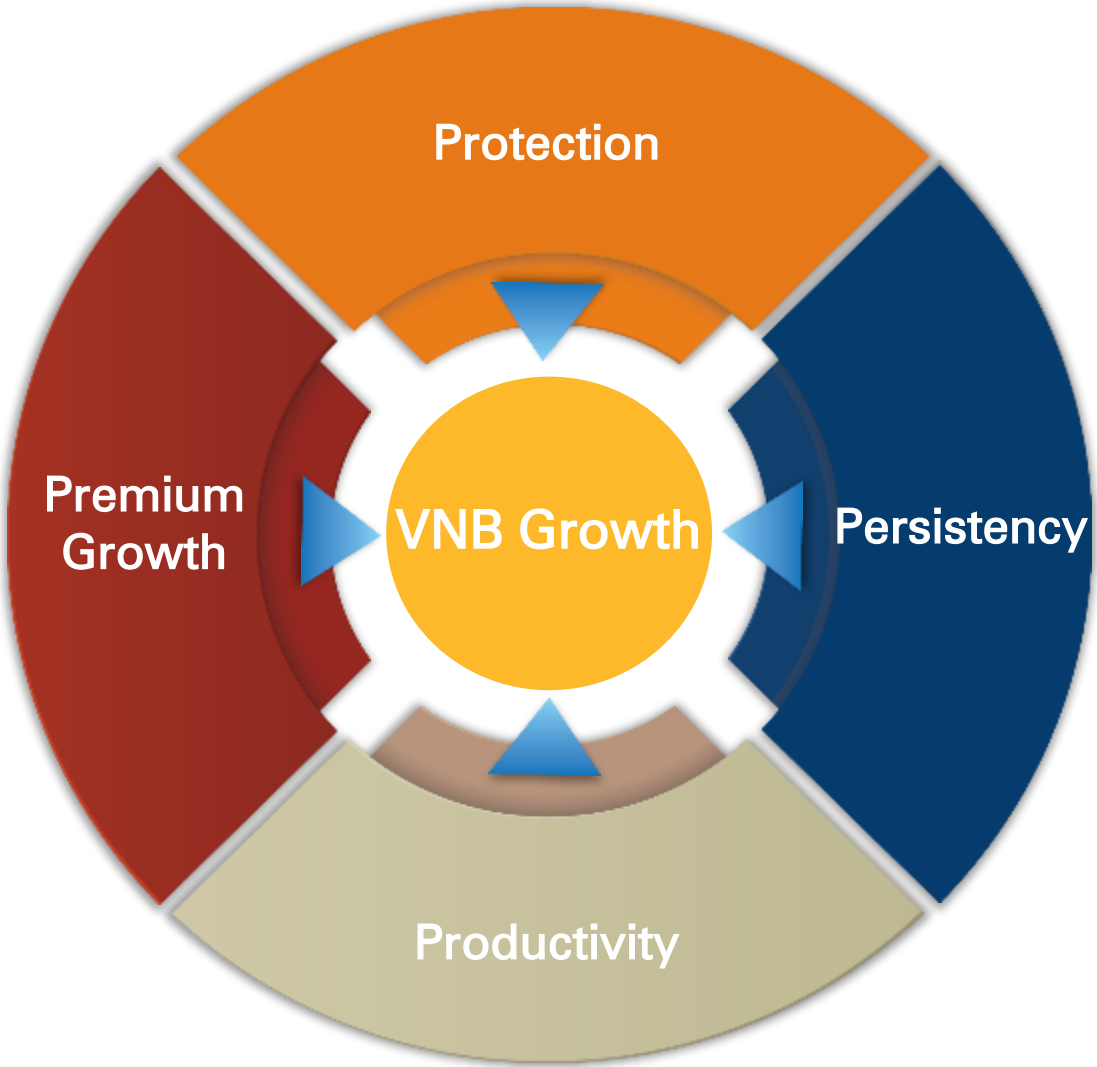 Protection
Premium
Growth
VNB Growth
Persistency
Productivity